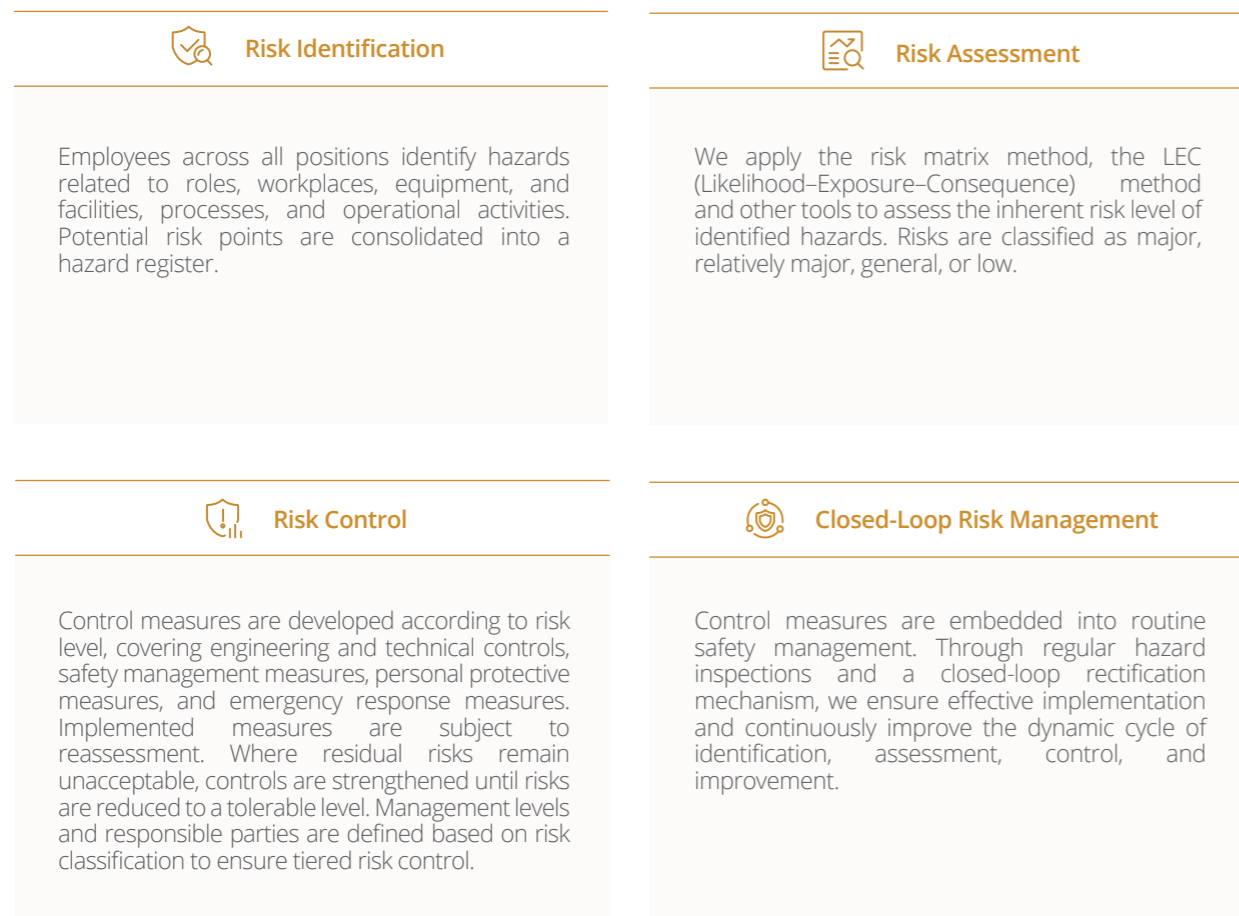 Risk Identification
Employees across all positions identify hazards
related to roles, workplaces, equipment, and
facilities, processes, and operational activities.
Potential risk points are consolidated into a
hazard register.
Risk Assessment
We apply the risk matrix method, the LEC
(Likelihood–Exposure–Consequence) method
and other tools to assess the inherent risk level of
identified hazards. Risks are classified as major,
relatively major, general, or low.
Risk Control
Control measures are developed according to risk
level, covering engineering and technical controls,
safety management measures, personal protective
measures, and emergency response measures.
Implemented measures are subject to
reassessment. Where residual risks remain
unacceptable, controls are strengthened until risks
are reduced to a tolerable level. Management levels
and responsible parties are defined based on risk
classification to ensure tiered risk control.
Closed-Loop Risk Management
Control measures are embedded into routine
safety management. Through regular hazard
inspections and a closed-loop rectification
mechanism, we ensure effective implementation
and continuously improve the dynamic cycle of
identification, assessment, control, and
improvement.